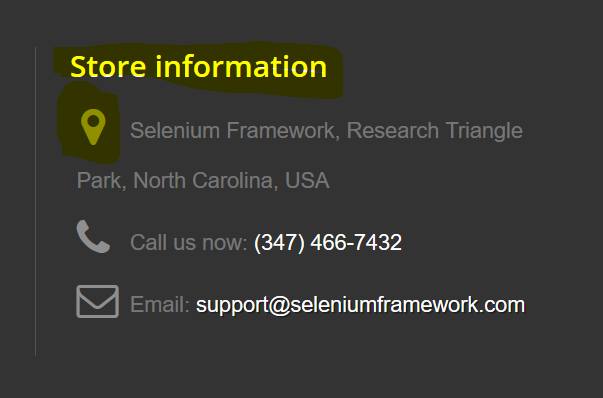 Store information
Selenium Framework, Research Triangle
Park, North Carolina, USA
Call us now: (347) 466-7432
Email: support@seleniumframework.com